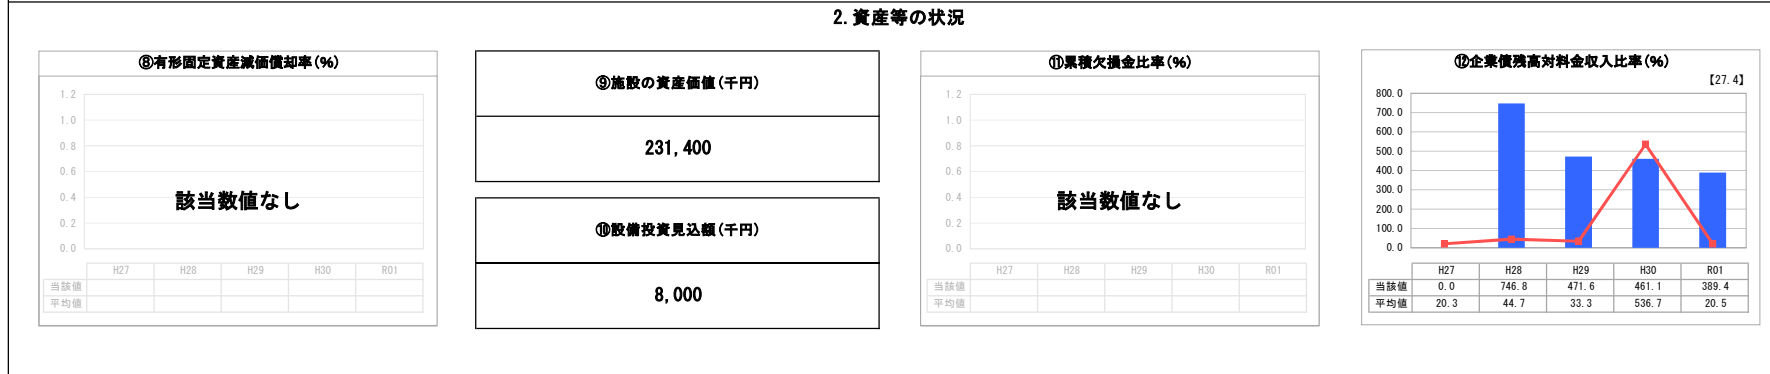 2. 資産等の状況
⑧有形固定資産減価償却率(%)
1.2
1.0
0.8
0.6
0.4
0.2
0.0
該当数値なし
H27 H28 H29 H30 R01
当該値
平均値
⑨施設の資産価値(千円)
231,400
⑩設備投資見込額(千円)
8,000
⑪累積欠損金比率(%)
1.2
1.0
0.8
0.6
0.4
0.2
0.0
該当数値なし
H27 H28 H29 H30 R01
当該値
平均値
⑫企業債残高対料金収入比率(%)
【27.4】
800.0
700.0
600.0
500.0
400.0
300.0
200.0
100.0
0.0
H27 H28 H29 H30 R01
当該値 0.0 746.8 471.6 461.1 389.4
平均値 20.3 44.7 33.3 536.7 20.5